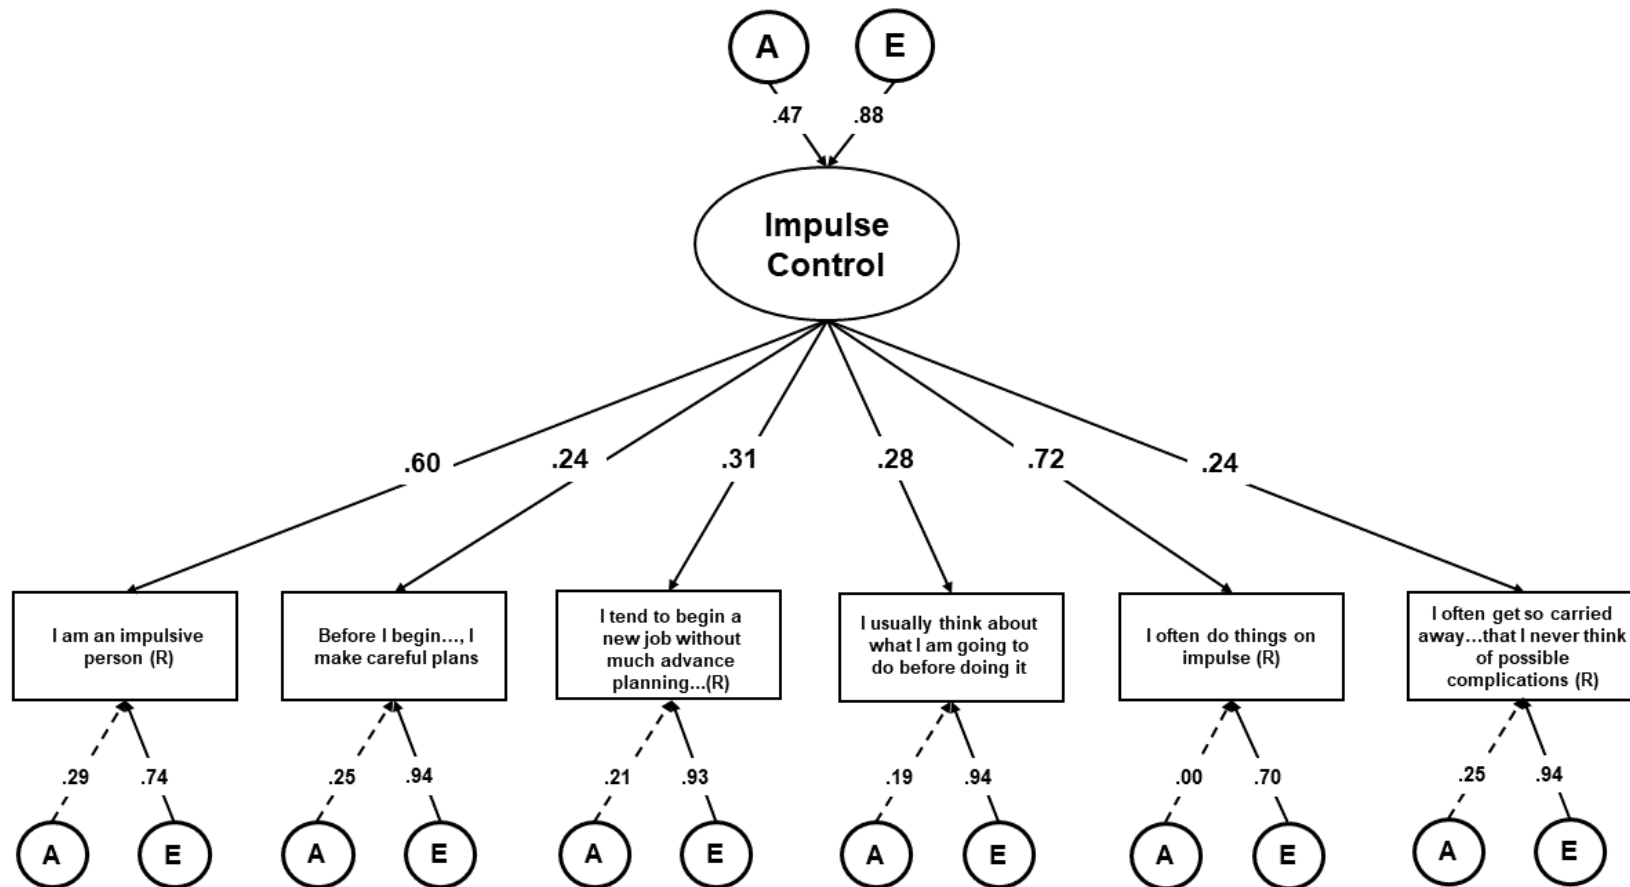 A E
.47 .88
Impulse
Control
.60 .24 .31 .28 .72 .24
I am an impulsive
person (R)
Before I begin..., I
make careful plans
I tend to begin a
new job without
much advance
planning...(R)
I usually think about
what I am going to
do before doing it
I often do things on
impulse (R)
I often get so carried
away...that I never think
of possible
complications (R)
.29 .74 .25 .94 .21 .93 .19 .94 .00 .70 .25 .94
A E A E A E A E A E A E